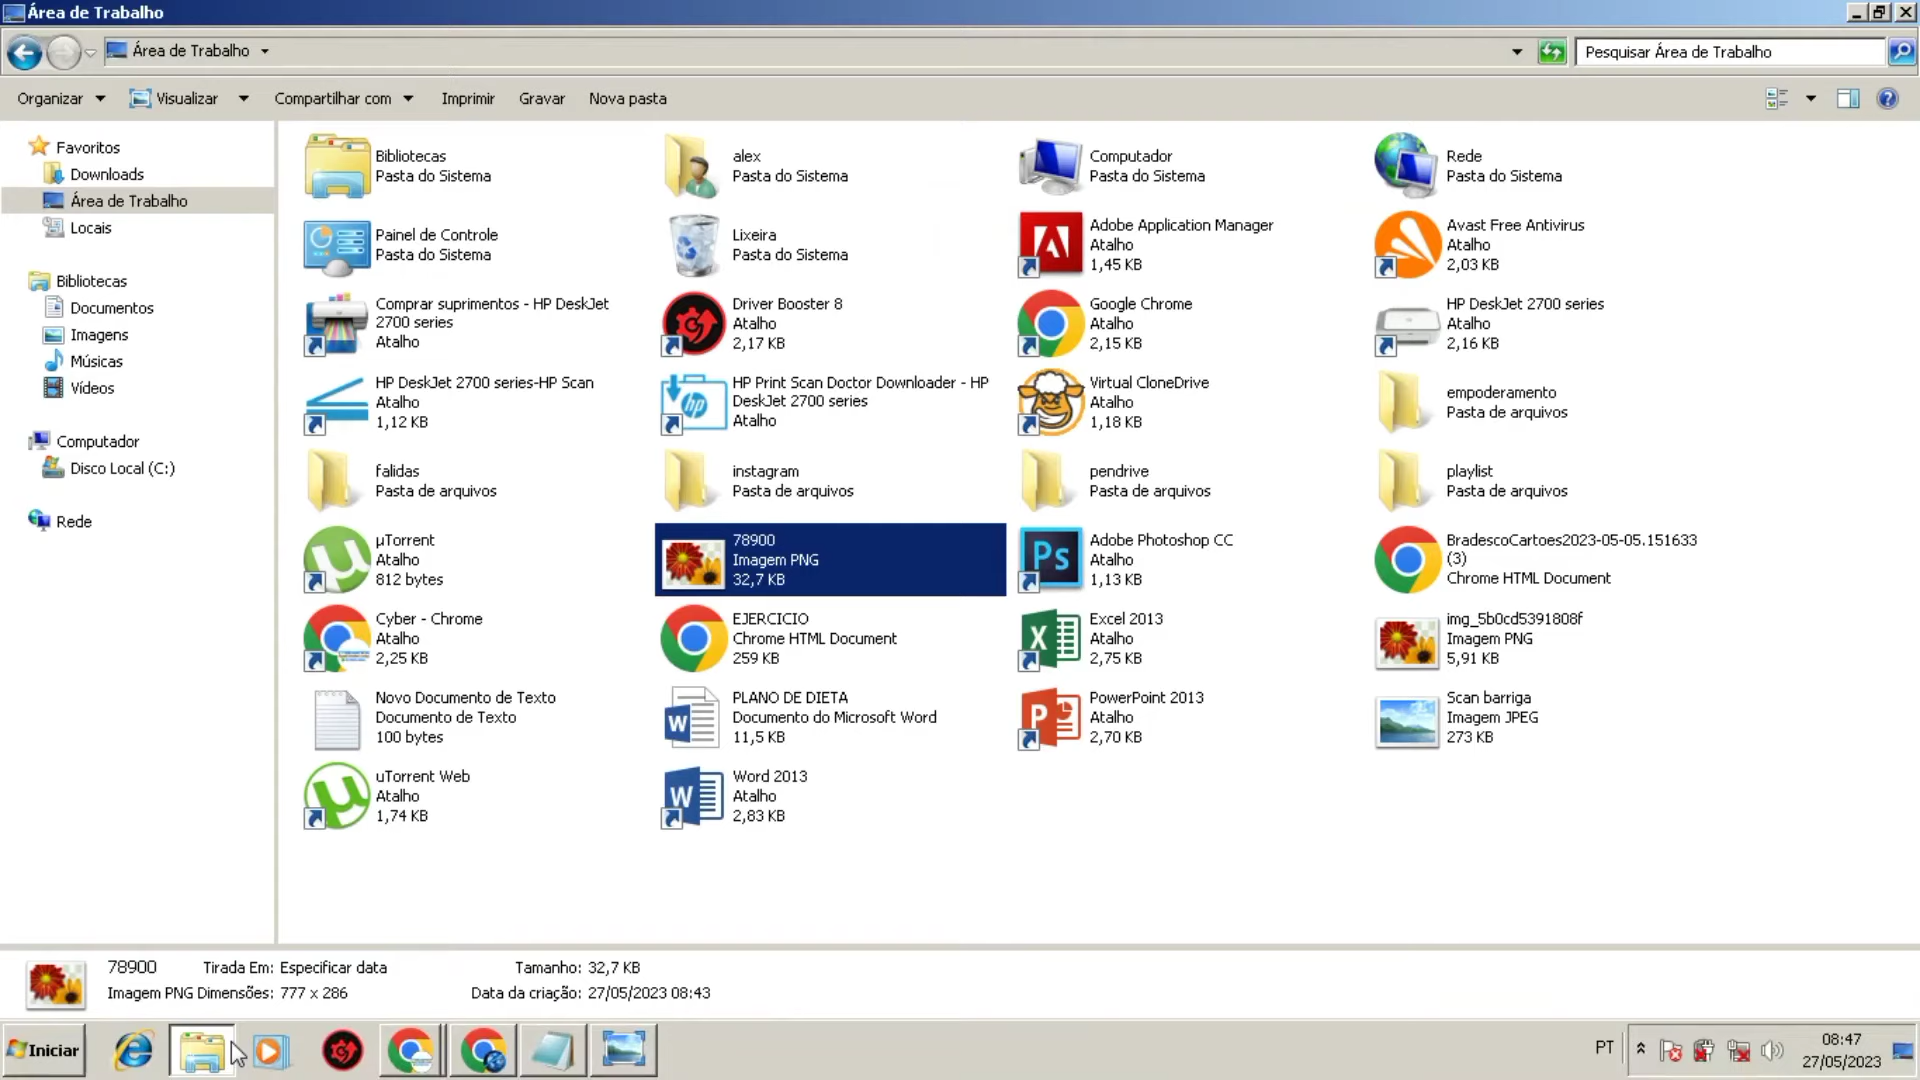 Área de Trabalho
Área de Trabalho
Pesquisar Área de Trabalho
Organizar
Visualizar
Compartilhar com
Imprimir
Gravar
Nova pasta
Favoritos
Downloads
Área de Trabalho
Locais
Bibliotecas
Documentos
Imagens
Músicas
Vídeos
Computador
Disco Local (C:)
Rede
Bibliotecas
Pasta do Sistema
alex
Pasta do Sistema
Computador
Pasta do Sistema
Rede
Pasta do Sistema
Painel de Controle
Pasta do Sistema
Lixeira
Pasta do Sistema
Adobe Application Manager
Atalho
1,45 KB
Avast Free Antivirus
Atalho
2,03 KB
Comprar suprimentos - HP DeskJet
2700 series
Atalho
Driver Booster 8
Atalho
2,17 KB
Google Chrome
Atalho
2,15 KB
HP DeskJet 2700 series
Atalho
2,16 KB
HP DeskJet 2700 series-HP Scan
Atalho
1,12 KB
hp
HP Print Scan Doctor Downloader - HP
DeskJet 2700 series
Atalho
Virtual CloneDrive
Atalho
1,18 KB
empoderamento
Pasta de arquivos
falidas
Pasta de arquivos
instagram
Pasta de arquivos
pendrive
Pasta de arquivos
playlist
Pasta de arquivos
µTorrent
Atalho
812 bytes
78900
Imagem PNG
32,7 KB
Ps
Adobe Photoshop CC
Atalho
1,13 KB
BradescoCartoes2023-05-05.151633
(3)
Chrome HTML Document
Cyber - Chrome
Atalho
2,25 KB
EJERCICIO
Chrome HTML Document
259 KB
Excel 2013
Atalho
2,75 KB
img_5b0cd5391808f
Imagem PNG
5,91 KB
Novo Documento de Texto
Documento de Texto
100 bytes
PLANO DE DIETA
Documento do Microsoft Word
11,5 KB
PowerPoint 2013
Atalho
2,70 KB
Scan barriga
Imagem JPEG
273 KB
uTorrent Web
Atalho
1,74 KB
Word 2013
Atalho
2,83 KB
78900 Tirada Em: Especificar data Tamanho: 32,7 KB
Imagem PNG Dimensões: 777 x 286 Data da criação: 27/05/2023 08:43
Iniciar
PT
08:47
27/05/2023